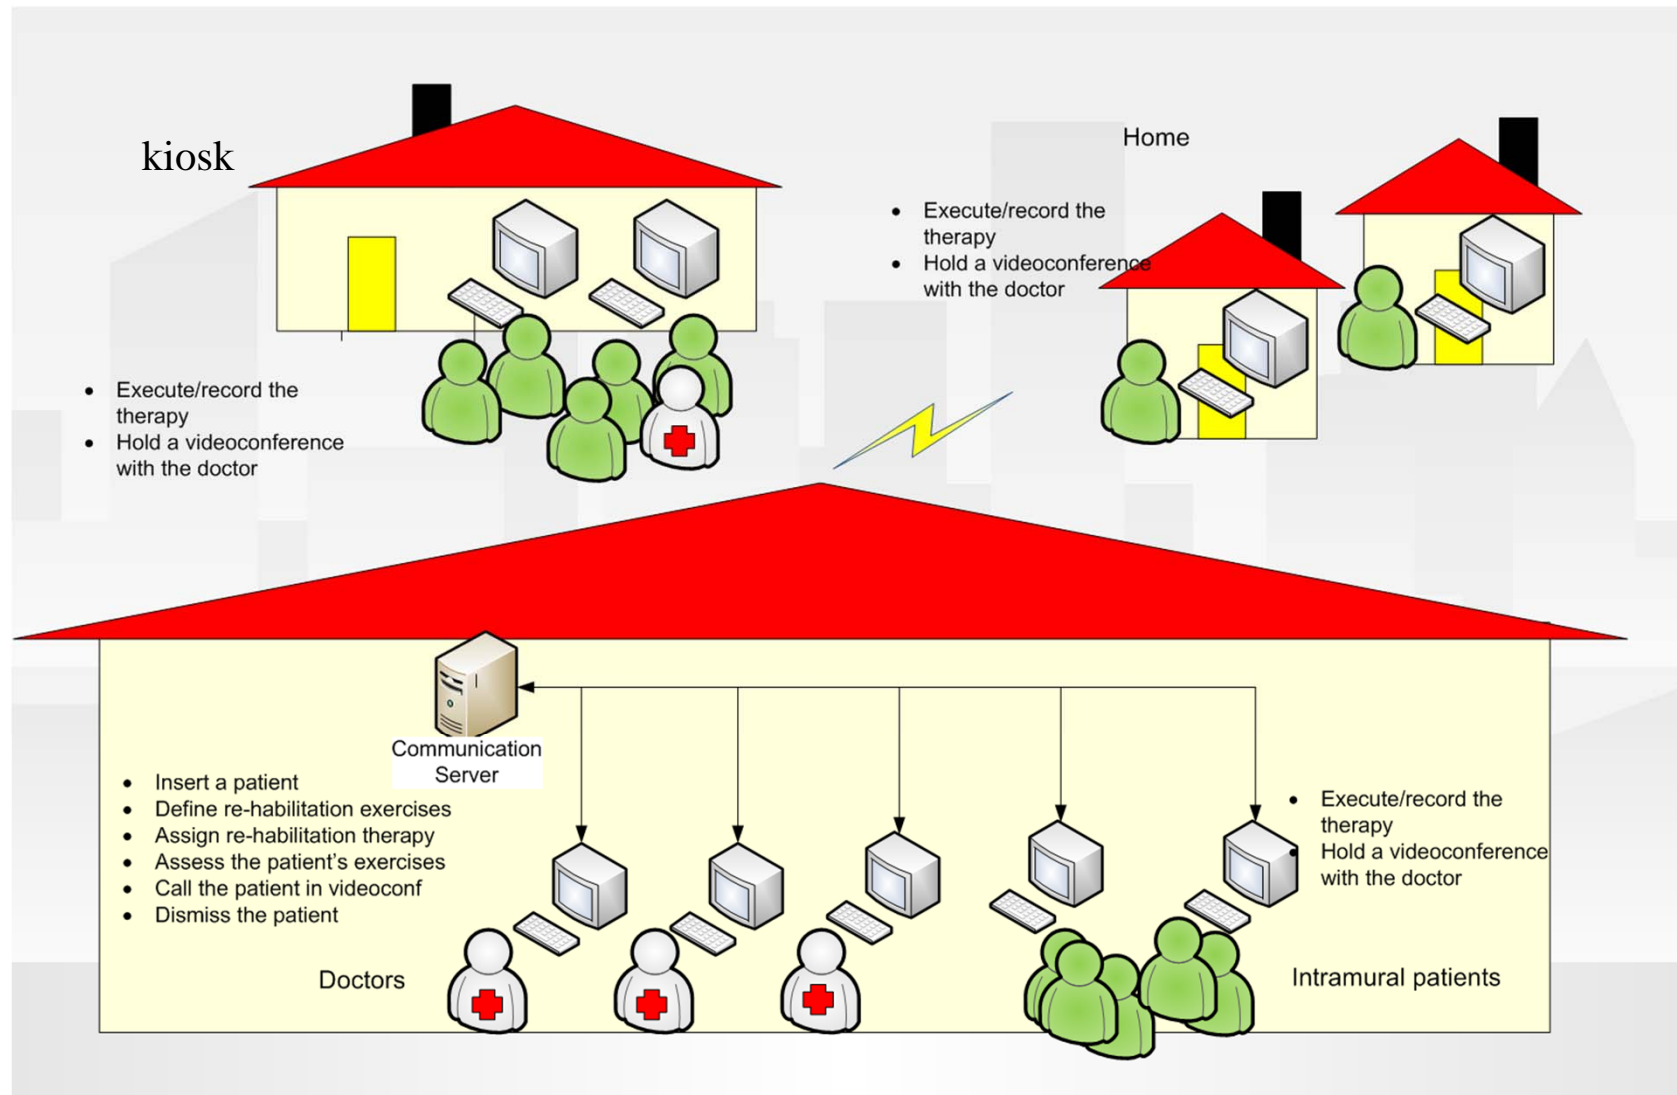 kiosk
Home
• Execute/record the
therapy
• Hold a videoconference
with the doctor
• Execute/record the
therapy
• Hold a videoconference
with the doctor
Communication
Server
• Insert a patient
• Define re-habilitation exercises
• Assign re-habilitation therapy
• Assess the patient's exercises
• Call the patient in videoconf
• Dismiss the patient
• Execute/record the
therapy
• Hold a videoconference
with the doctor
Doctors
Intramural patients